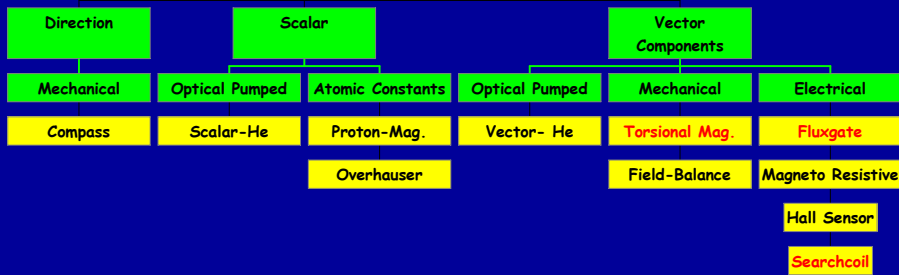 Direction
Scalar
Vector
Components
Mechanical
Optical Pumped
Atomic Constants
Optical Pumped
Mechanical
Electrical
Compass
Scalar-He
Proton-Mag.
Vector- He
Torsional Mag.
Fluxgate
Overhauser
Field-Balance
Magneto Resistive
Hall Sensor
Searchcoil